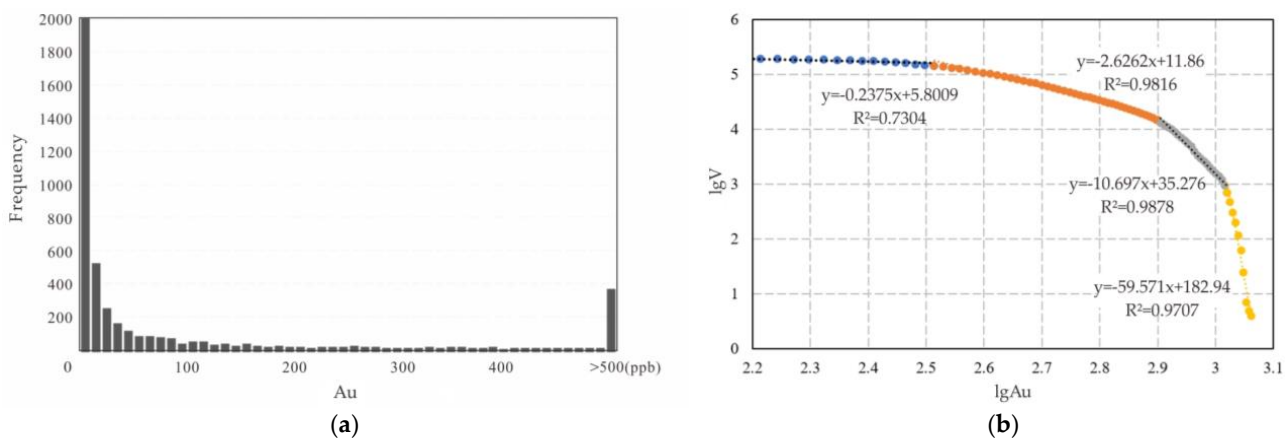 2000
1800
1600
1400
1200
1000
800
600
400
200
Frequency
0
100
200
300
400
>500(ppb)
Au
(a)
6
5
4
3
2
1
0
lgV
y=-0.2375x+5.8009
R²=0.7304
y=-2.6262x+11.86
R²=0.9816
y=-10.697x+35.276
R²=0.9878
y=-59.571x+182.94
R²=0.9707
2.2
2.3
2.4
2.5
2.6
2.7
2.8
2.9
3
3.1
lgAu
(b)